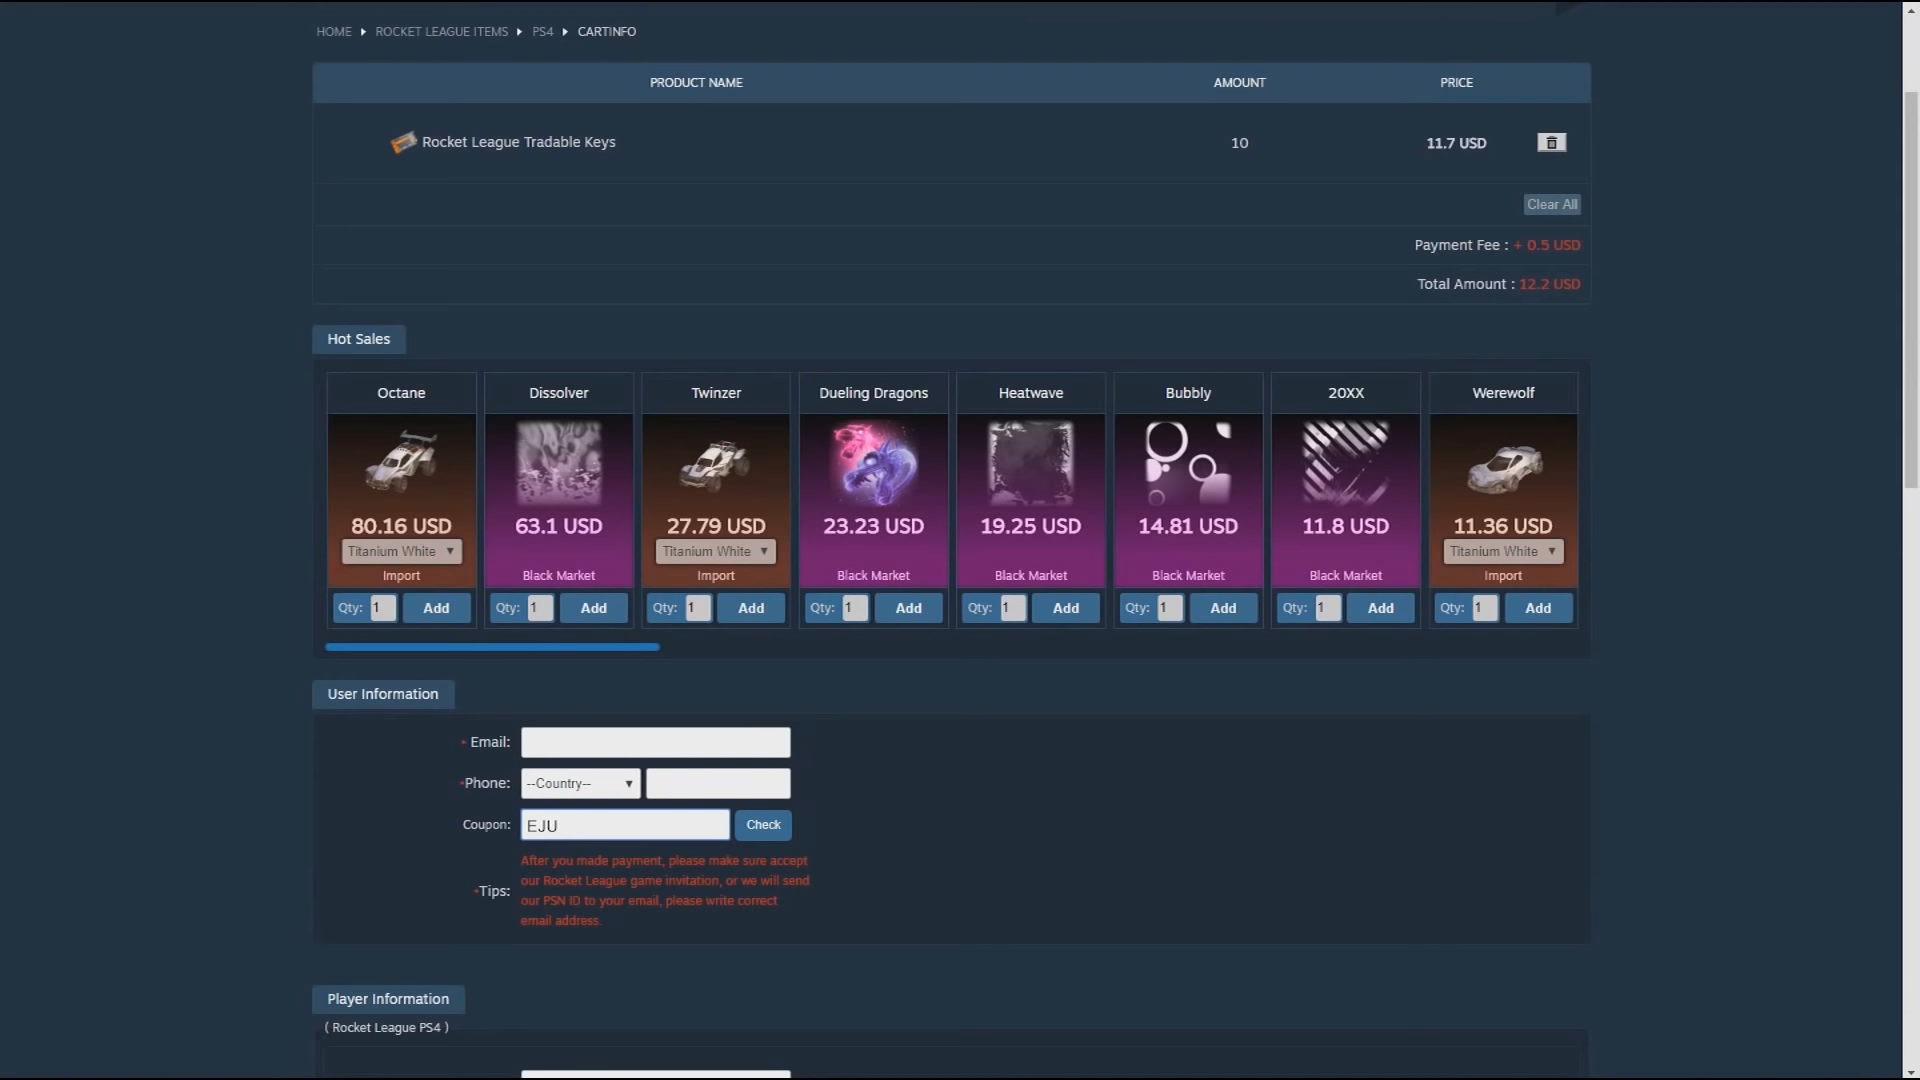 HOME ROCKET LEAGUE ITEMS PS4 CARTINFO
PRODUCT NAME AMOUNT PRICE
Rocket League Tradable Keys 10 11.7 USD
Clear All
Payment Fee : + 0.5 USD
Total Amount : 12.2 USD
Hot Sales
Octane Dissolver Twinzer Dueling Dragons Heatwave Bubbly 20XX Werewolf
80.16 USD 63.1 USD 27.79 USD 23.23 USD 19.25 USD 14.81 USD 11.8 USD 11.36 USD
Titanium White Titanium White Titanium White
Import Black Market Import Black Market Black Market Black Market Black Market Import
Qty: 1 Add Qty: 1 Add Qty: 1 Add Qty: 1 Add Qty: 1 Add Qty: 1 Add Qty: 1 Add Qty: 1 Add
User Information
* Email:
*Phone: --Country--
Coupon: EJU Check
*Tips: After you made payment, please make sure accept
our Rocket League game invitation, or we will send
our PSN ID to your email, please write correct
email address.
Player Information
( Rocket League PS4 )